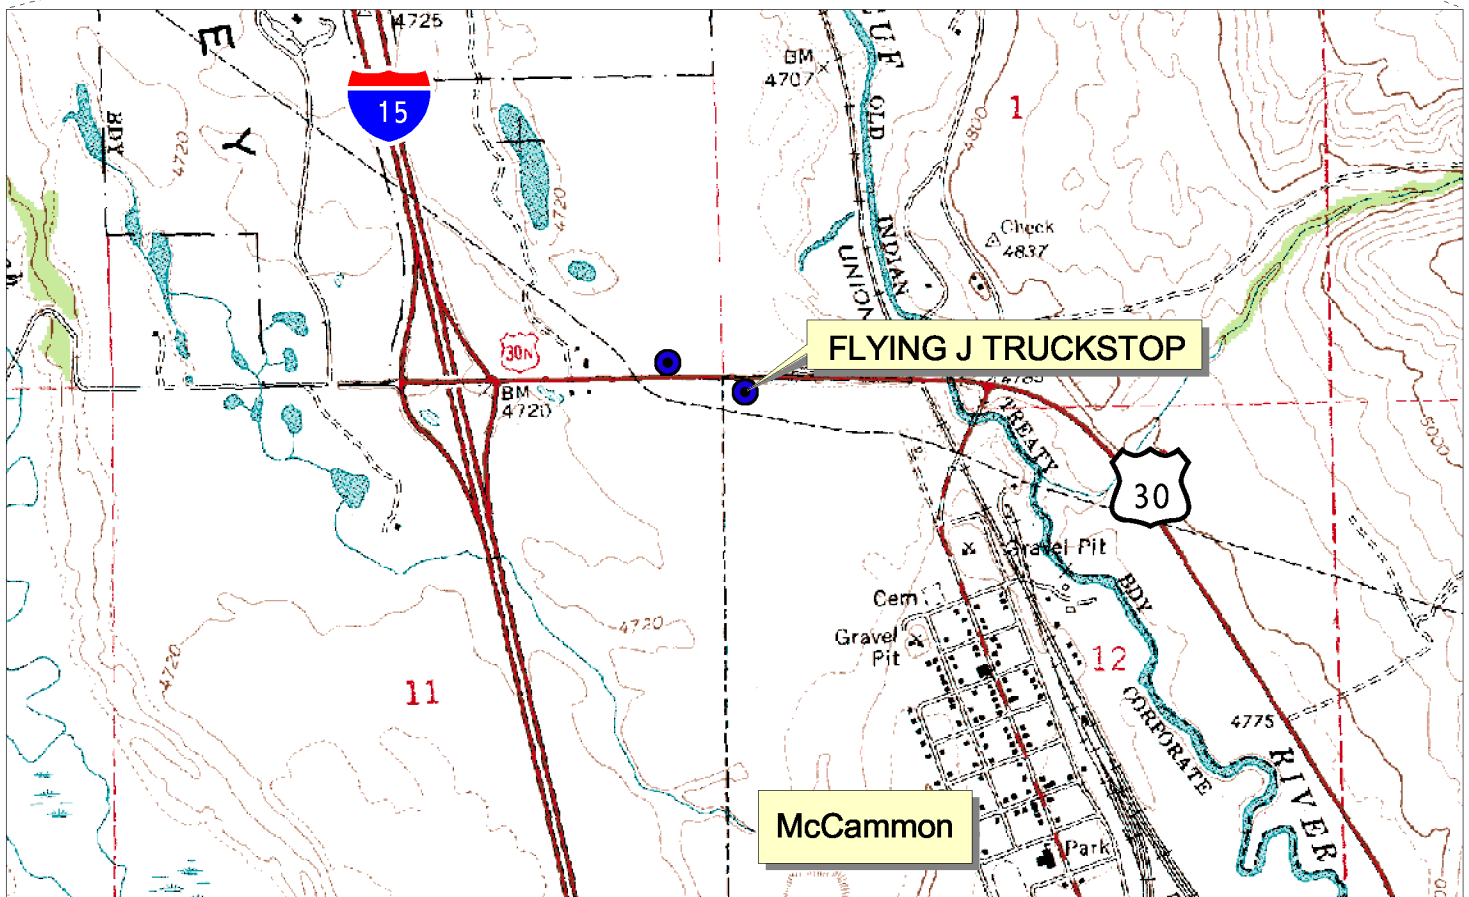 4725
E
Y
15
BDY
4720
BM
4707
UF
OLD
INDIAN
UNION
1
4800
Check
4837
4720
30N
FLYING J TRUCKSTOP
4785
BM
4720
TREATY
5000
30
Gravel Pit
BDY
Cem
Gravel
Pit
12
4720
4720
11
CORPORATE
4775
RIVER
McCammon
Park